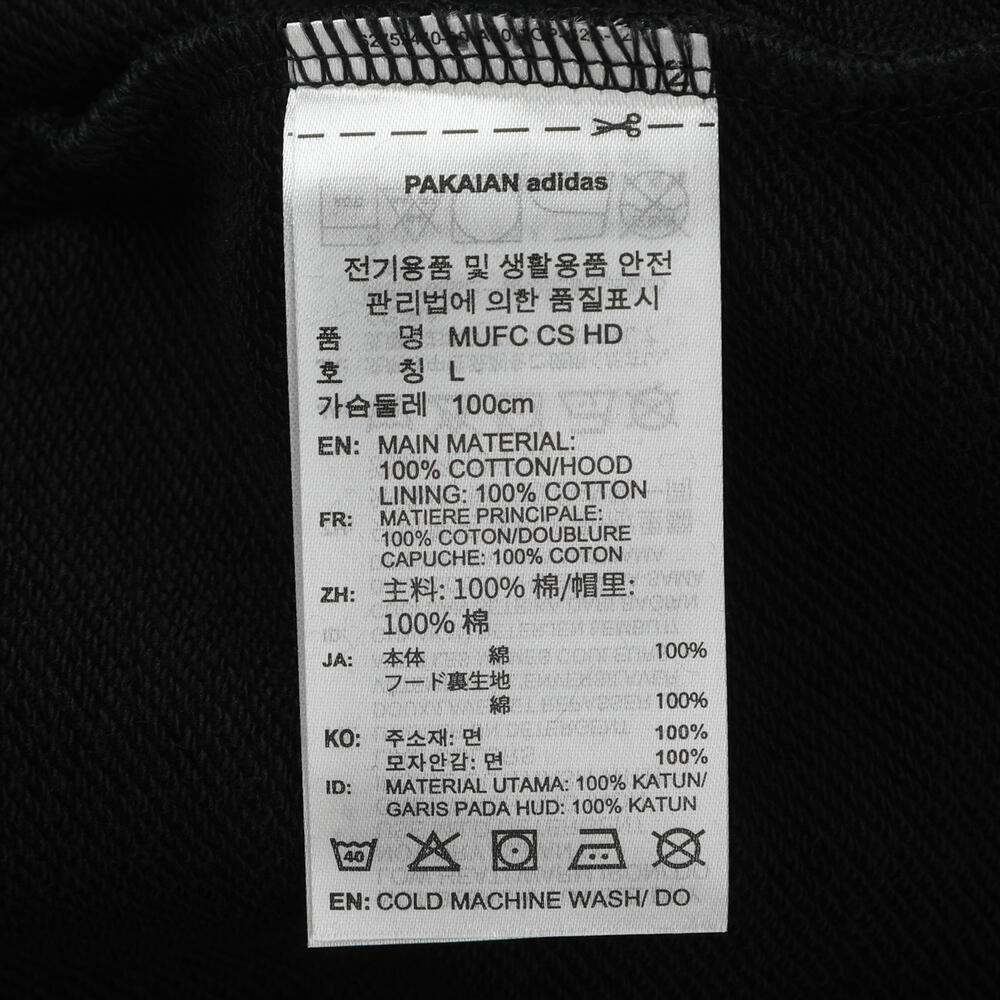 PAKAIAN adidas
전기용품 및 생활용품 안전
관리법에 의한 품질표시
품 명 MUFC CS HD
호 칭 L
가슴둘레 100cm
EN: MAIN MATERIAL:
100% COTTON/HOOD
LINING: 100% COTTON
FR: MATIERE PRINCIPALE:
100% COTON/DOUBLURE
CAPUCHE: 100% COTON
ZH: 主料: 100% 棉/帽里:
100% 棉
JA: 本体 綿 100%
フード裏生地
綿 100%
KO: 주소재: 면 100%
모자안감: 면 100%
ID: MATERIAL UTAMA: 100% KATUN/
GARIS PADA HUD: 100% KATUN
40
EN: COLD MACHINE WASH/ DO